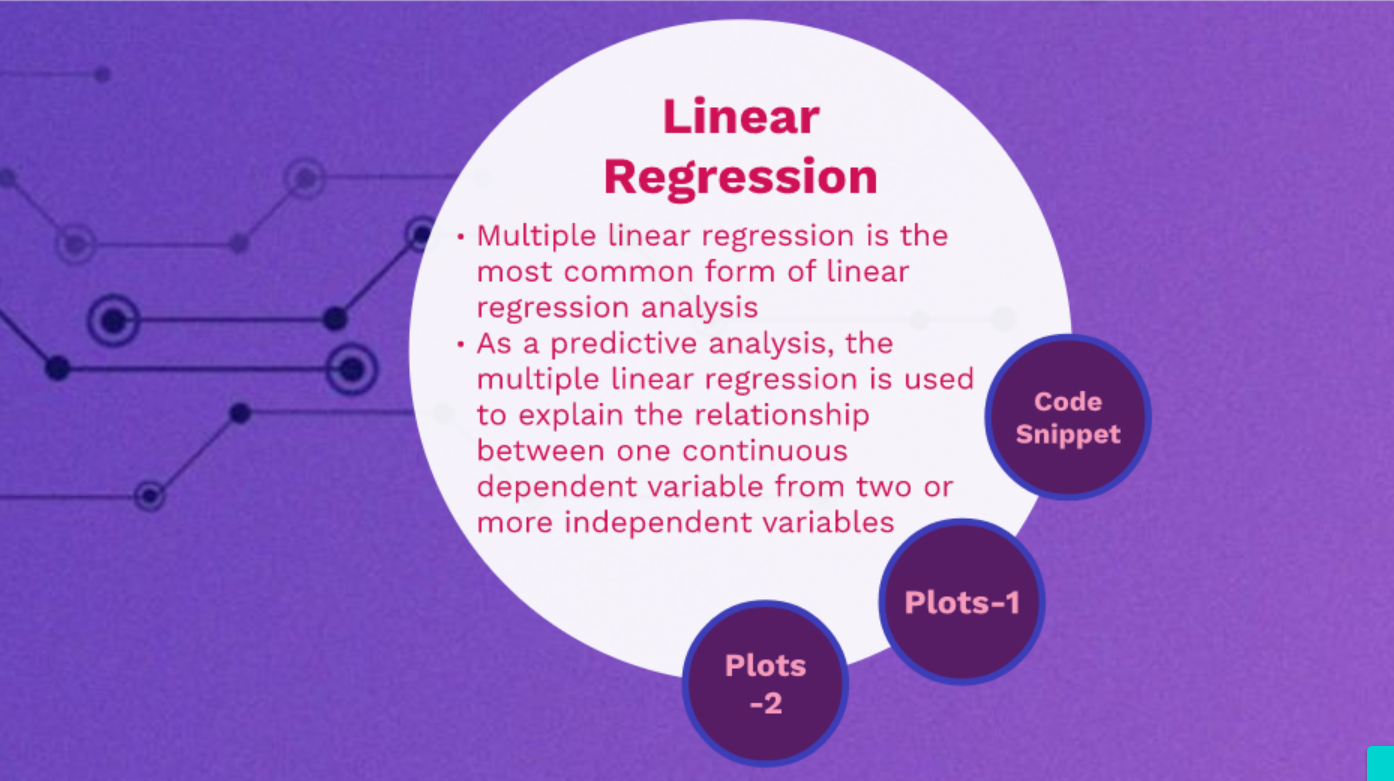 Linear
Regression
• Multiple linear regression is the
most common form of linear
regression analysis
• As a predictive analysis, the
multiple linear regression is used
to explain the relationship
between one continuous
dependent variable from two or
more independent variables
Code
Snippet
Plots-1
Plots
-2